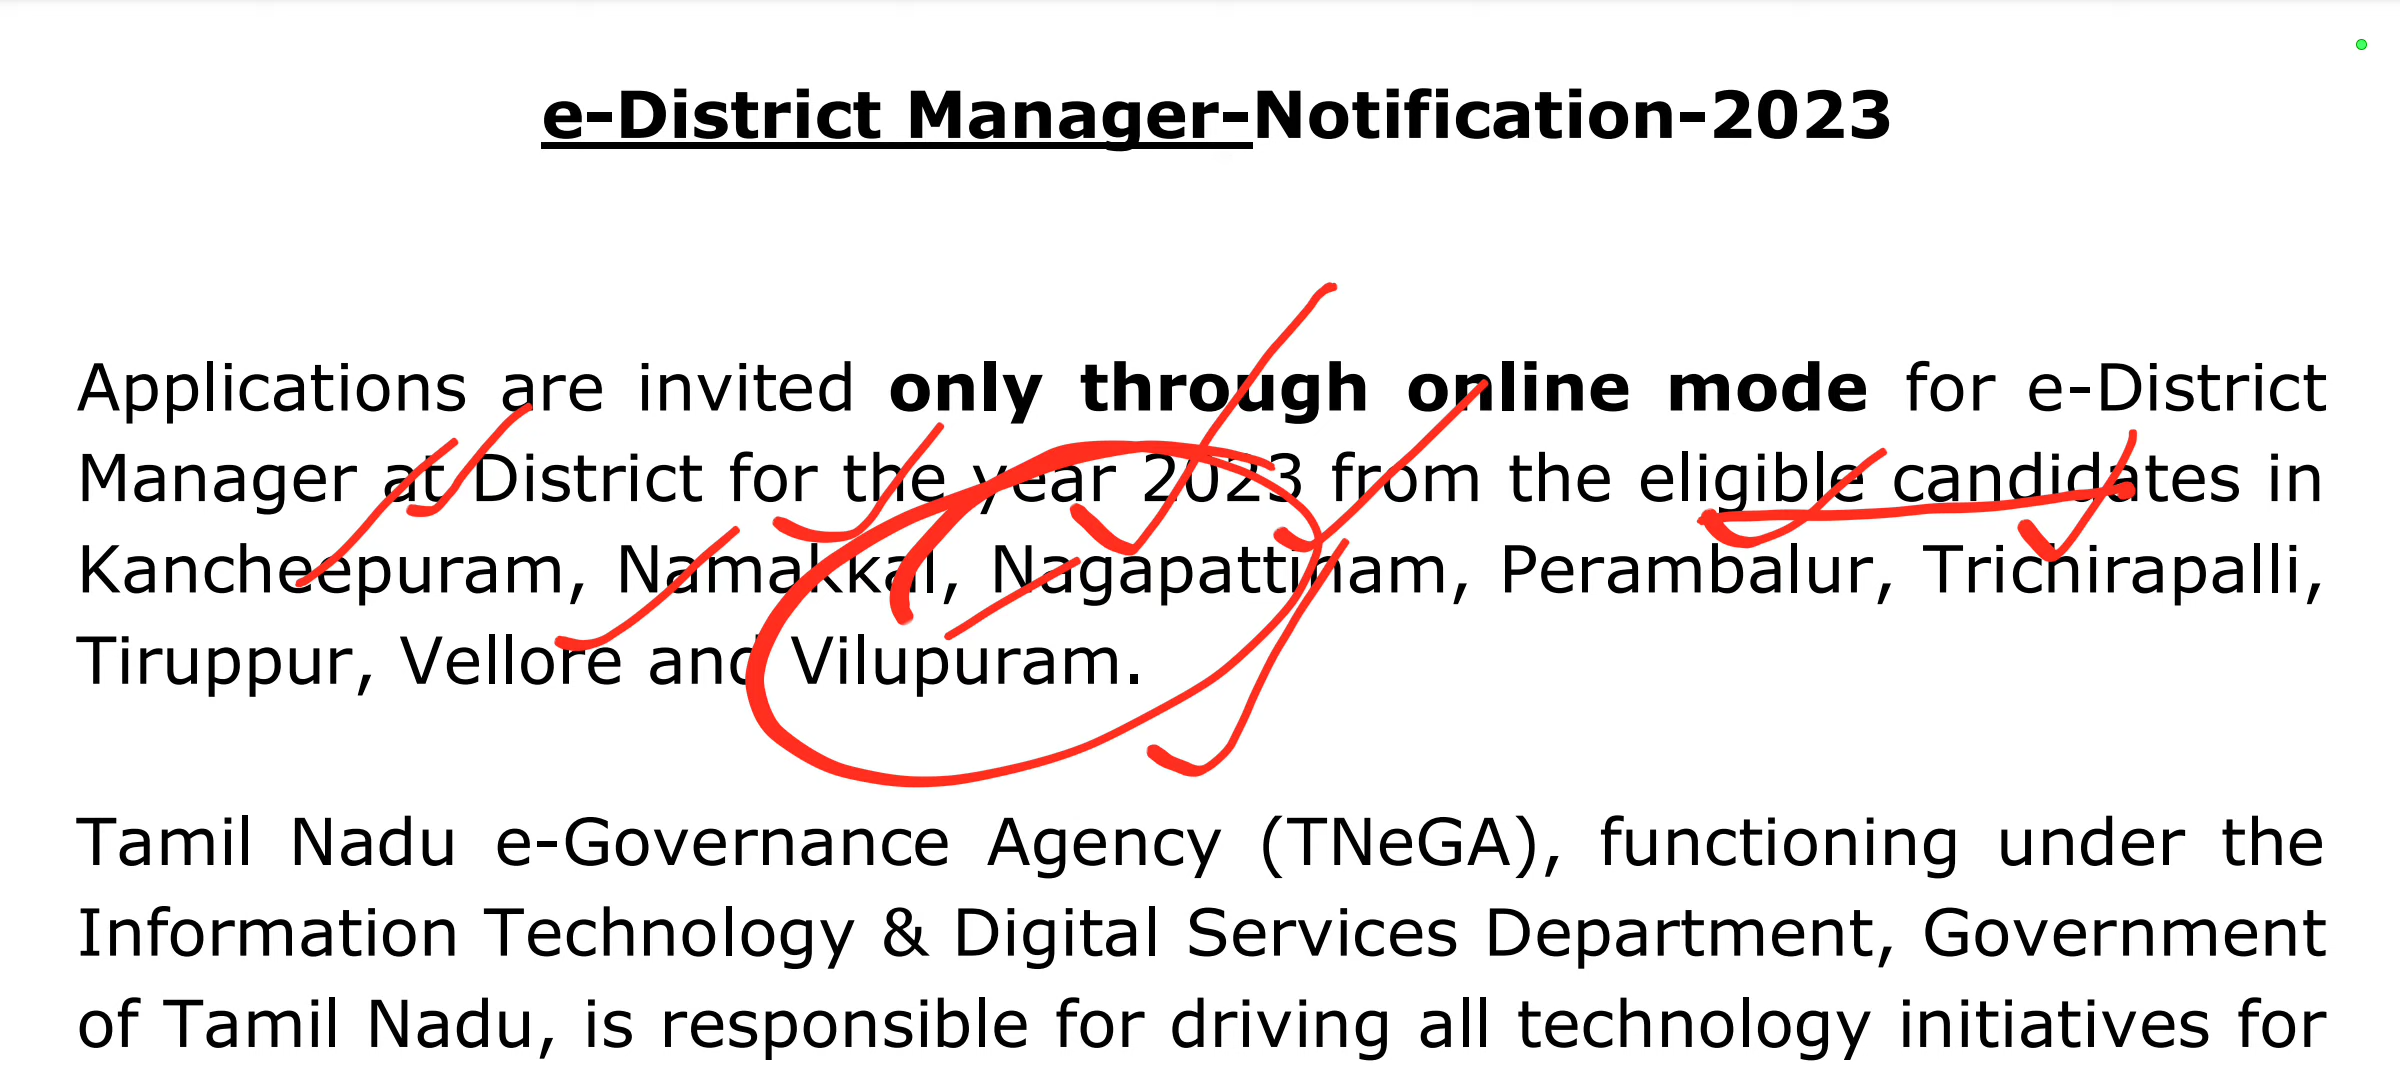 e-District Manager-Notification-2023
Applications are invited only through online mode for e-District
Manager at District for the year 2023 from the eligible candidates in
Kancheepuram, Namakkal, Nagapattinam, Perambalur, Trichirapalli,
Tiruppur, Vellore and Vilupuram.
Tamil Nadu e-Governance Agency (TNeGA), functioning under the
Information Technology & Digital Services Department, Government
of Tamil Nadu, is responsible for driving all technology initiatives for